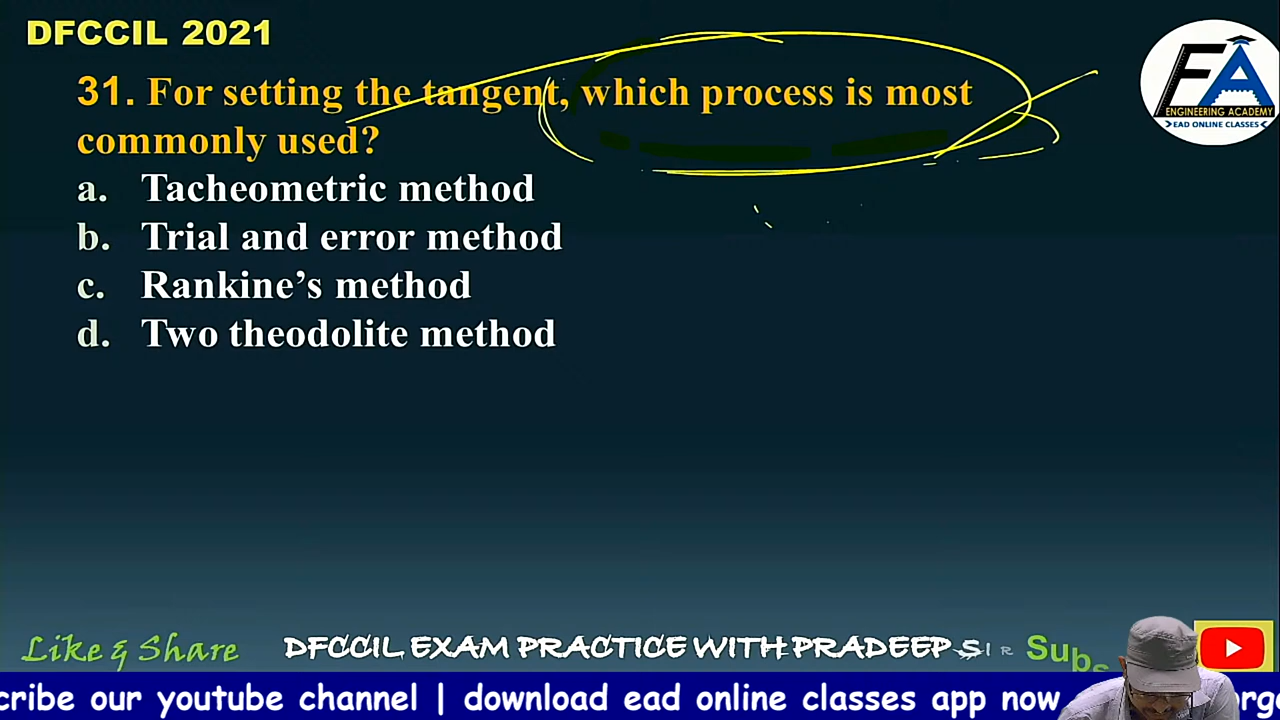 DFCCIL 2021
31. For setting the tangent, which process is most
commonly used?
a. Tacheometric method
b. Trial and error method
c. Rankine’s method
d. Two theodolite method
ENGINEERING ACADEMY
EAD ONLINE CLASSES
Like & Share
DFCCIL EXAM PRACTICE WITH PRADEEP SIR
Subs
cribe our youtube channel | download ead online classes app now